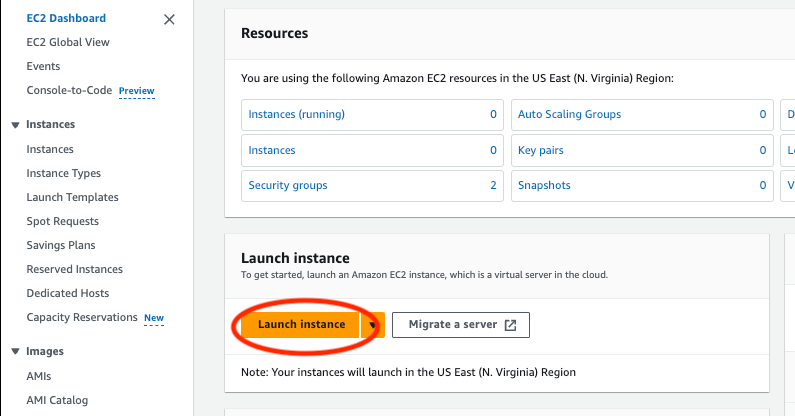 EC2 Dashboard
EC2 Global View
Events
Console-to-Code Preview
Instances
Instances
Instance Types
Launch Templates
Spot Requests
Savings Plans
Reserved Instances
Dedicated Hosts
Capacity Reservations New
Images
AMIs
AMI Catalog
Resources
You are using the following Amazon EC2 resources in the US East (N. Virginia) Region:
Instances (running) 0
Auto Scaling Groups 0
D
Instances 0
Key pairs 0
Security groups 2
Snapshots 0
V
Launch instance
To get started, launch an Amazon EC2 instance, which is a virtual server in the cloud.
Launch instance
Migrate a server
Note: Your instances will launch in the US East (N. Virginia) Region